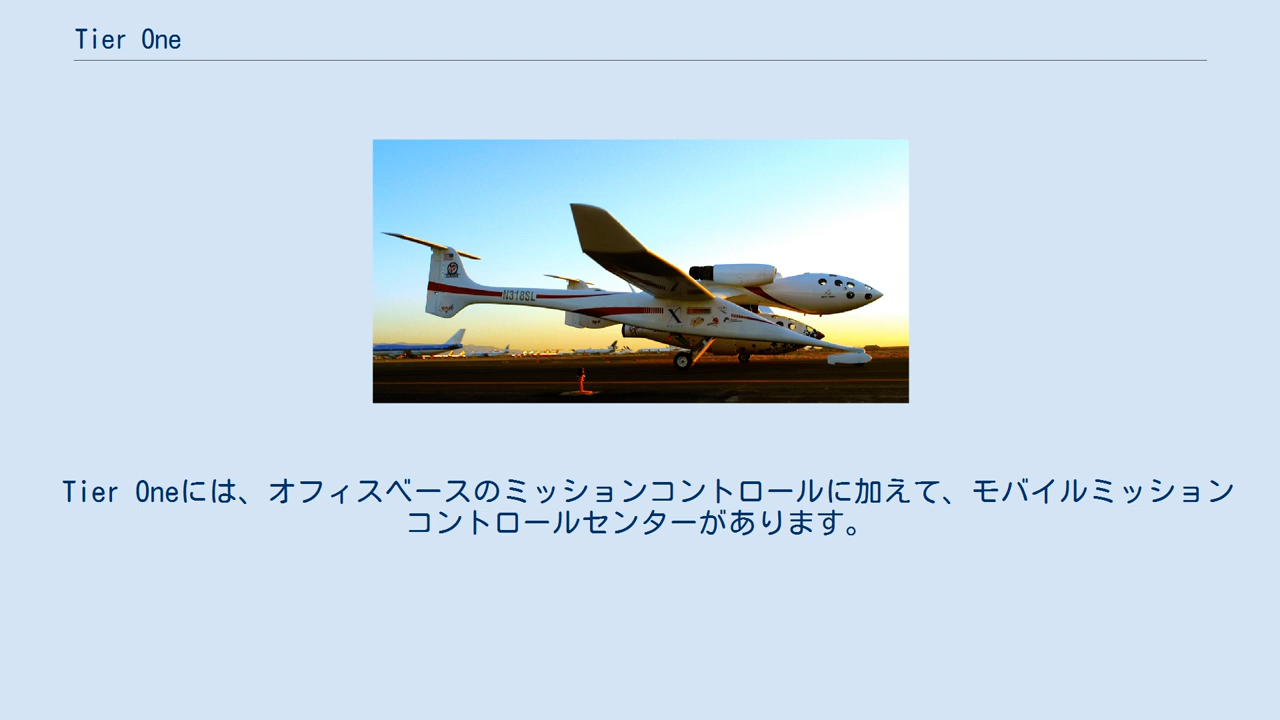 Tier One
N318SL
X
Tier Oneには、オフィスベースのミッションコントロールに加えて、モバイルミッション
コントロールセンターがあります。